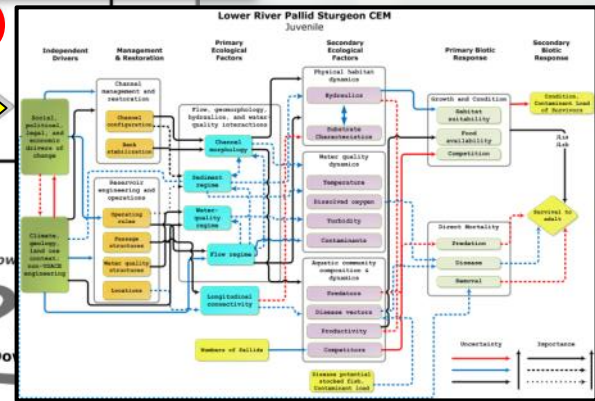 Lower River Pallid Sturgeon CEM
Juvenile
Independent
Drivers
Management
& Restoration
Primary
Ecological
Factors
Secondary
Ecological
Factors
Primary Biotic
Response
Secondary
Biotic
Response
Social,
political,
legal, and
economic
drivers of
change
Climate,
geology,
land use
context,
non-USACE
engineering
Channel
management and
restoration
Channel
configuration
Bank
stabilization
Reservoir
engineering and
operations
Operating rules
Passage
structures
Water quality
structures
Locations
Flow, geomorphology,
hydraulics, and water-
quality interactions
Channel
morphology
Sediment
regime
Water-
quality
regime
Flow regime
Longitudinal
connectivity
Numbers of Pallids
Physical habitat
dynamics
Hydraulics
Substrate
Characteristics
Water quality
dynamics
Temperature
Dissolved oxygen
Turbidity
Contaminants
Aquatic community
composition &
dynamics
Predators
Disease vectors
Productivity
Competitors
Disease potential
stocked fish,
Contaminant load
Growth and Condition
Habitat
suitability
Food
availability
Competition
Direct Mortality
Predation
Disease
Removal
Condition,
Contaminant Load
of Survivors
Survival to
adult
Uncertainty
Importance